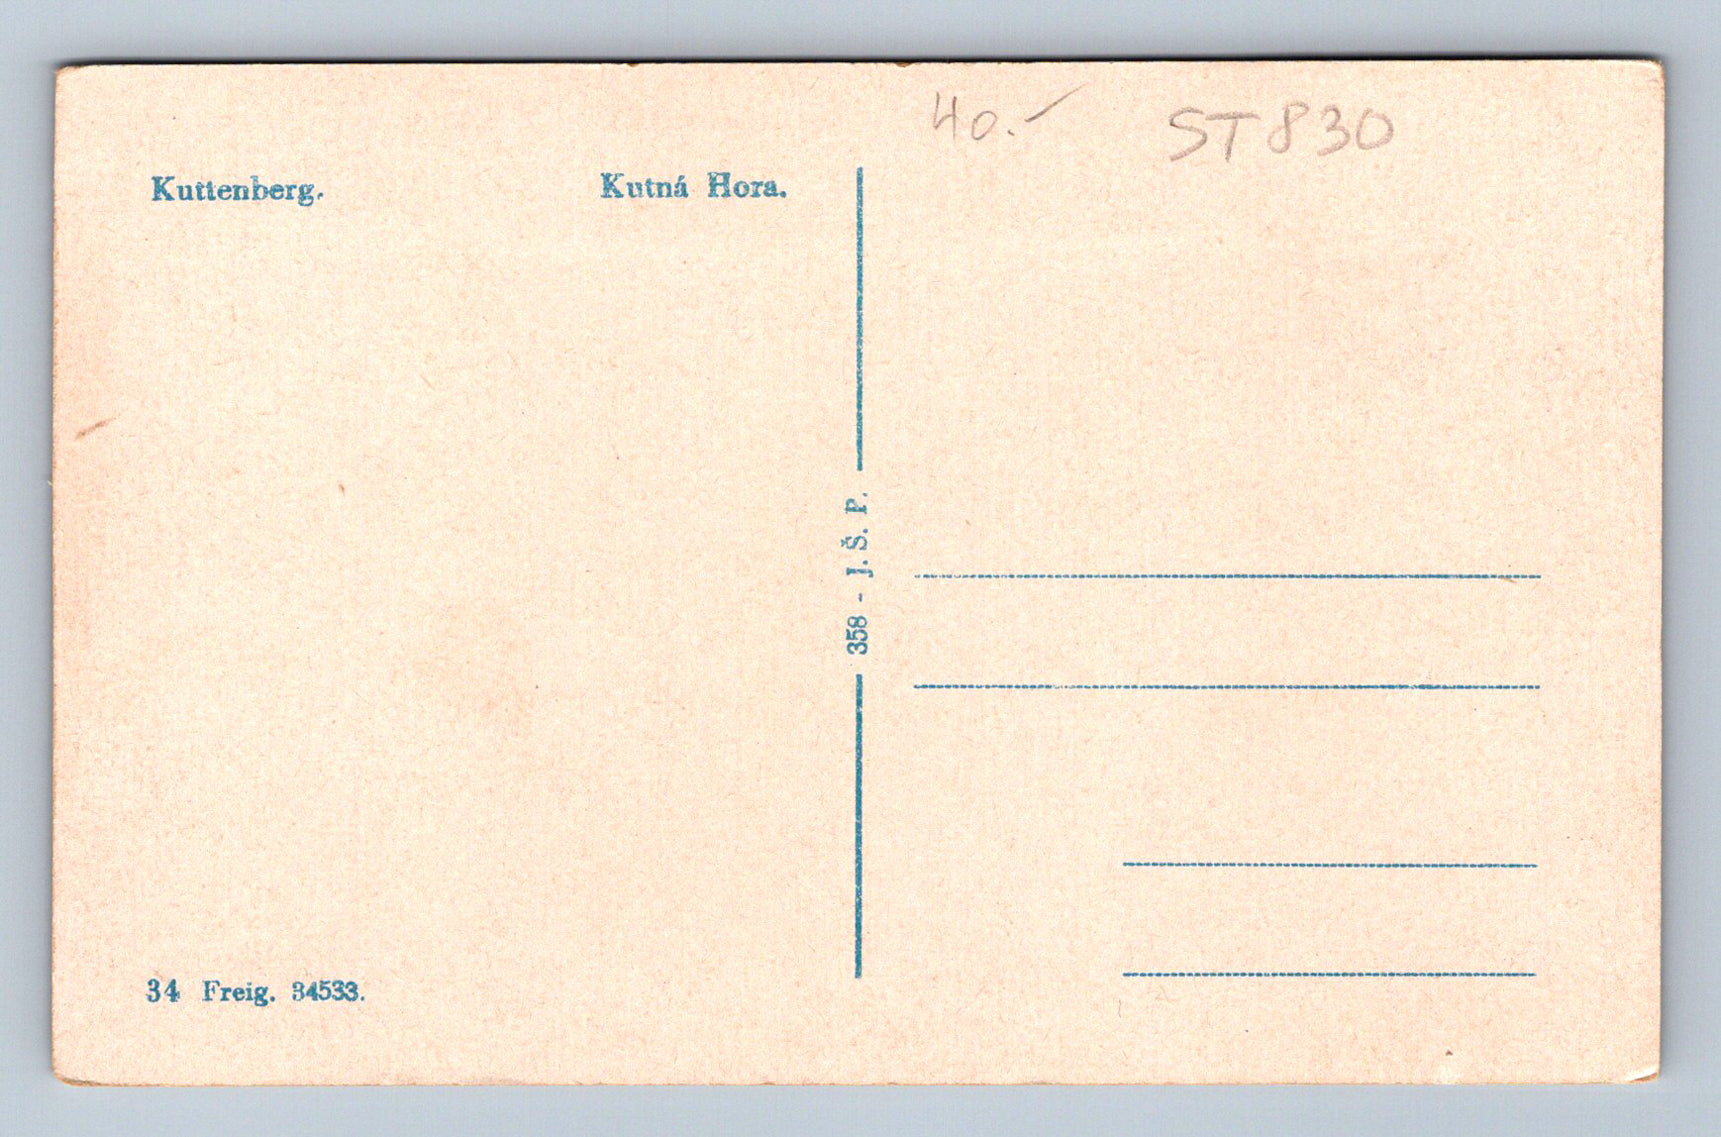 40.-
ST830
Kuttenberg.
Kutná Hora.
358 - J. Š. P.
34 Freig. 34533.